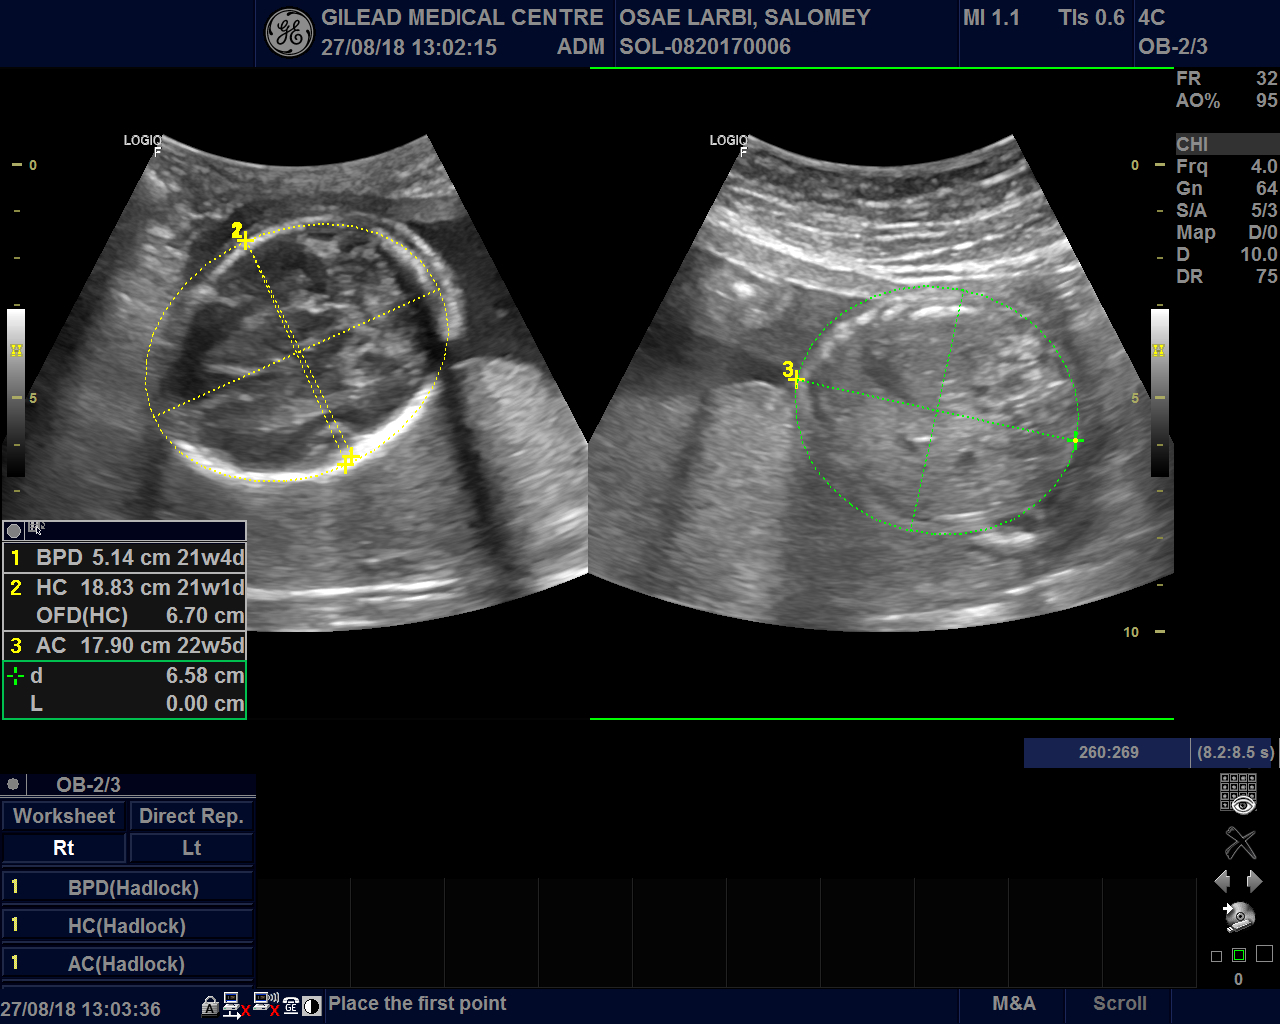 GILEAD MEDICAL CENTRE
27/08/18 13:02:15 ADM
OSAE LARBI, SALOMEY
SOL-0820170006
MI 1.1 TIs 0.6
4C
OB-2/3
FR 32
AO% 95
CHI
Frq 4.0
Gn 64
S/A 5/3
Map D/0
D 10.0
DR 75
LOGIQ
F
0
5
2
LOGIQ
F
0
5
10
3
1 BPD 5.14 cm 21w4d
2 HC 18.83 cm 21w1d
OFD(HC) 6.70 cm
3 AC 17.90 cm 22w5d
d 6.58 cm
L 0.00 cm
260:269 (8.2:8.5 s)
OB-2/3
Worksheet Direct Rep.
Rt Lt
1 BPD(Hadlock)
1 HC(Hadlock)
1 AC(Hadlock)
0
27/08/18 13:03:36 A GE Place the first point M&A Scroll